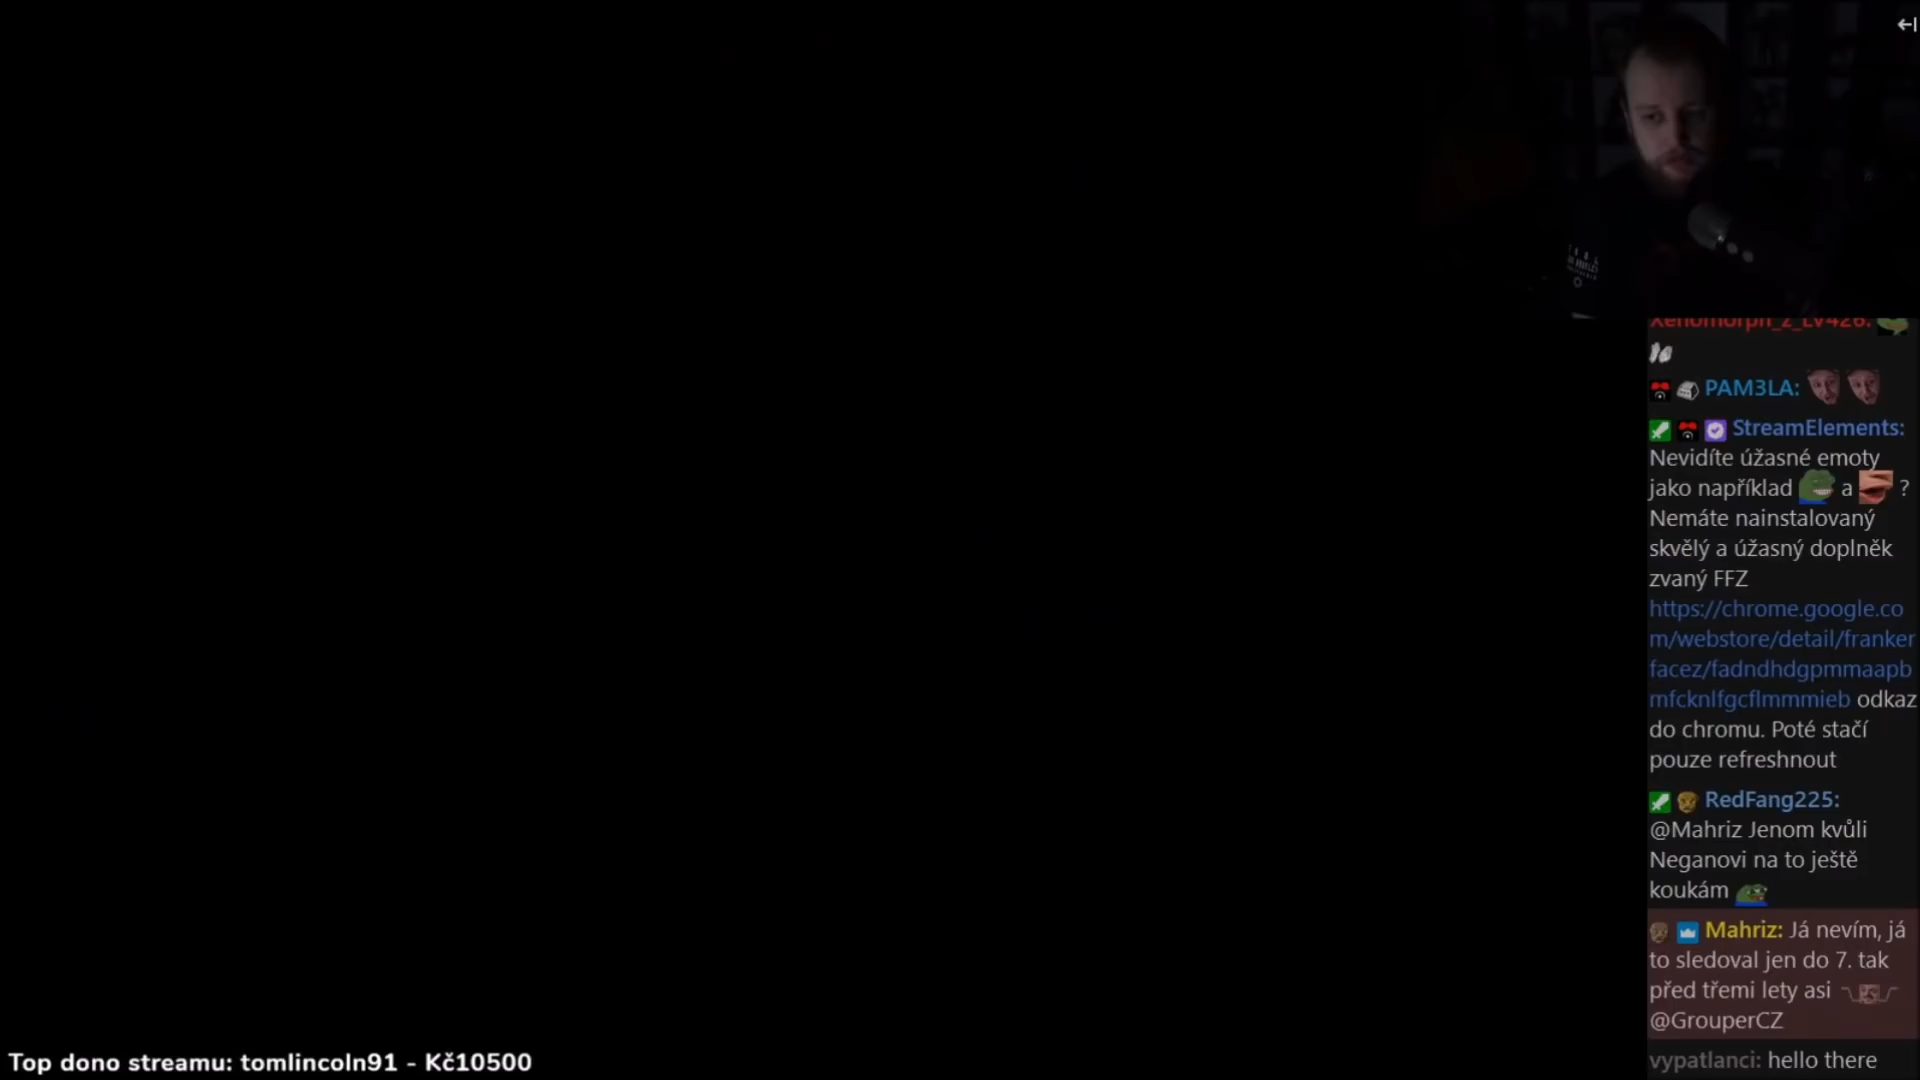 Xenomorph_z_LV426:
PAM3LA:
StreamElements:
Nevidíte úžasné emoty
jako například a ?
Nemáte nainstalovaný
skvělý a úžasný doplněk
zvaný FFZ
https://chrome.google.co
m/webstore/detail/franker
facez/fadndhdgpmmaapb
mfcknlfgcflmmmieb odkaz
do chromu. Poté stačí
pouze refreshnout
RedFang225:
@Mahriz Jenom kvůli
Neganovi na to ještě
koukám
Mahriz: Já nevím, já
to sledoval jen do 7. tak
před třemi lety asi
@GrouperCZ
vypatlanci: hello there
Top dono streamu: tomlincoln91 - Kč10500